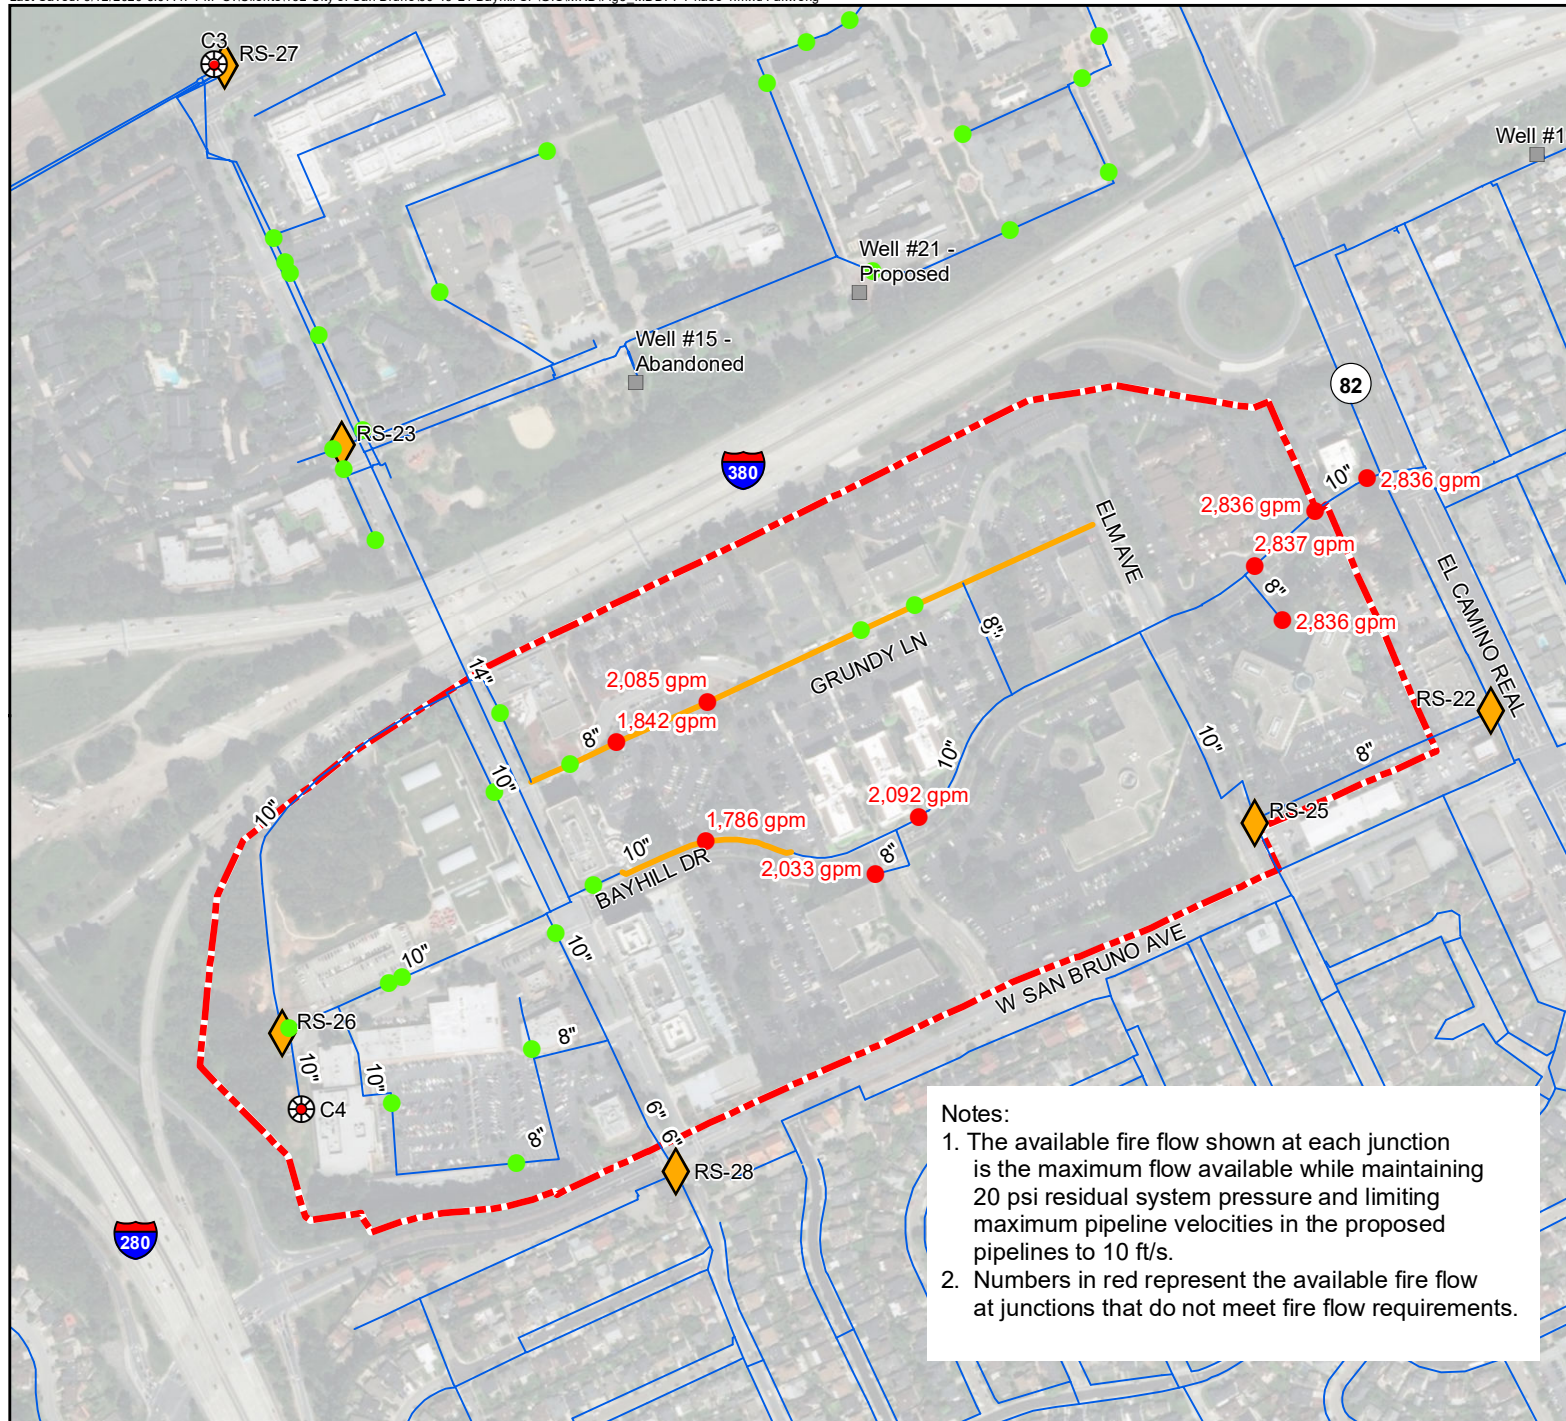 C3
RS-27
Well #1
Well #21 -
Proposed
Well #15 -
Abandoned
82
RS-23
380
10"
2,836 gpm
2,836 gpm
ELM AVE
2,837 gpm
8"
2,836 gpm
EL CAMINO REAL
8"
GRUNDY LN
14"
2,085 gpm
1,842 gpm
8"
RS-22
10"
8"
10"
10"
10"
2,092 gpm
RS-25
1,786 gpm
10"
BAYHILL DR
8"
2,033 gpm
10"
10"
W SAN BRUNO AVE
RS-26
8"
10"
10"
C4
6"
6"
8"
RS-28
280
Notes:
1. The available fire flow shown at each junction
is the maximum flow available while maintaining
20 psi residual system pressure and limiting
maximum pipeline velocities in the proposed
pipelines to 10 ft/s.
2. Numbers in red represent the available fire flow
at junctions that do not meet fire flow requirements.